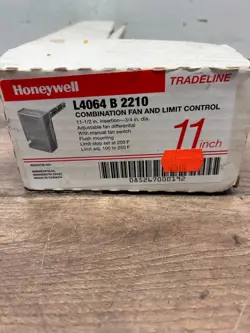 TRADELINE
Honeywell
L4064 B 2210
COMBINATION FAN AND LIMIT CONTROL
11-1/2 in. insertion—3/4 in. dia.
Adjustable fan differential
With manual fan switch
Flush mounting
Limit stop set at 200 F
Limit adj. 100 to 250 F
11 inch
085267000192